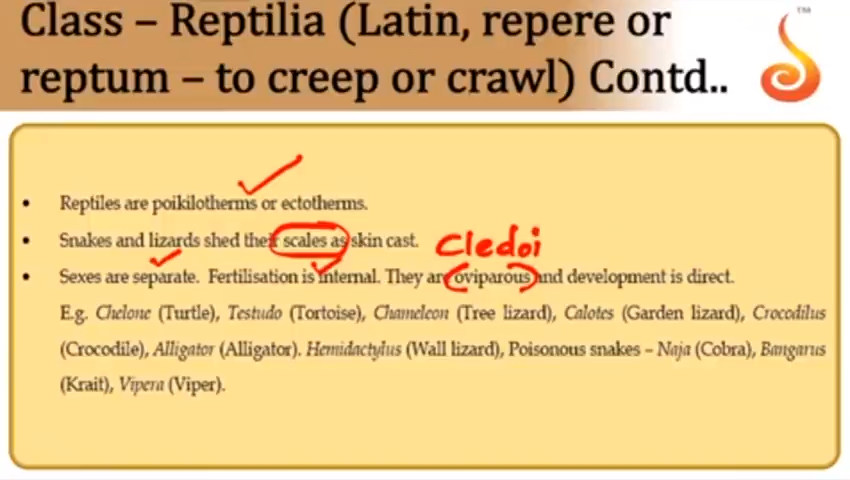 Class – Reptilia (Latin, repere or
reptum – to creep or crawl) Contd..
TM
• Reptiles are poikilotherms or ectotherms.
• Snakes and lizards shed their scales as skin cast.
Cledoi
• Sexes are separate. Fertilisation is internal. They are oviparous and development is direct.
E.g. Chelone (Turtle), Testudo (Tortoise), Chameleon (Tree lizard), Calotes (Garden lizard), Crocodilus
(Crocodile), Alligator (Alligator). Hemidactylus (Wall lizard), Poisonous snakes – Naja (Cobra), Bangarus
(Krait), Vipera (Viper).